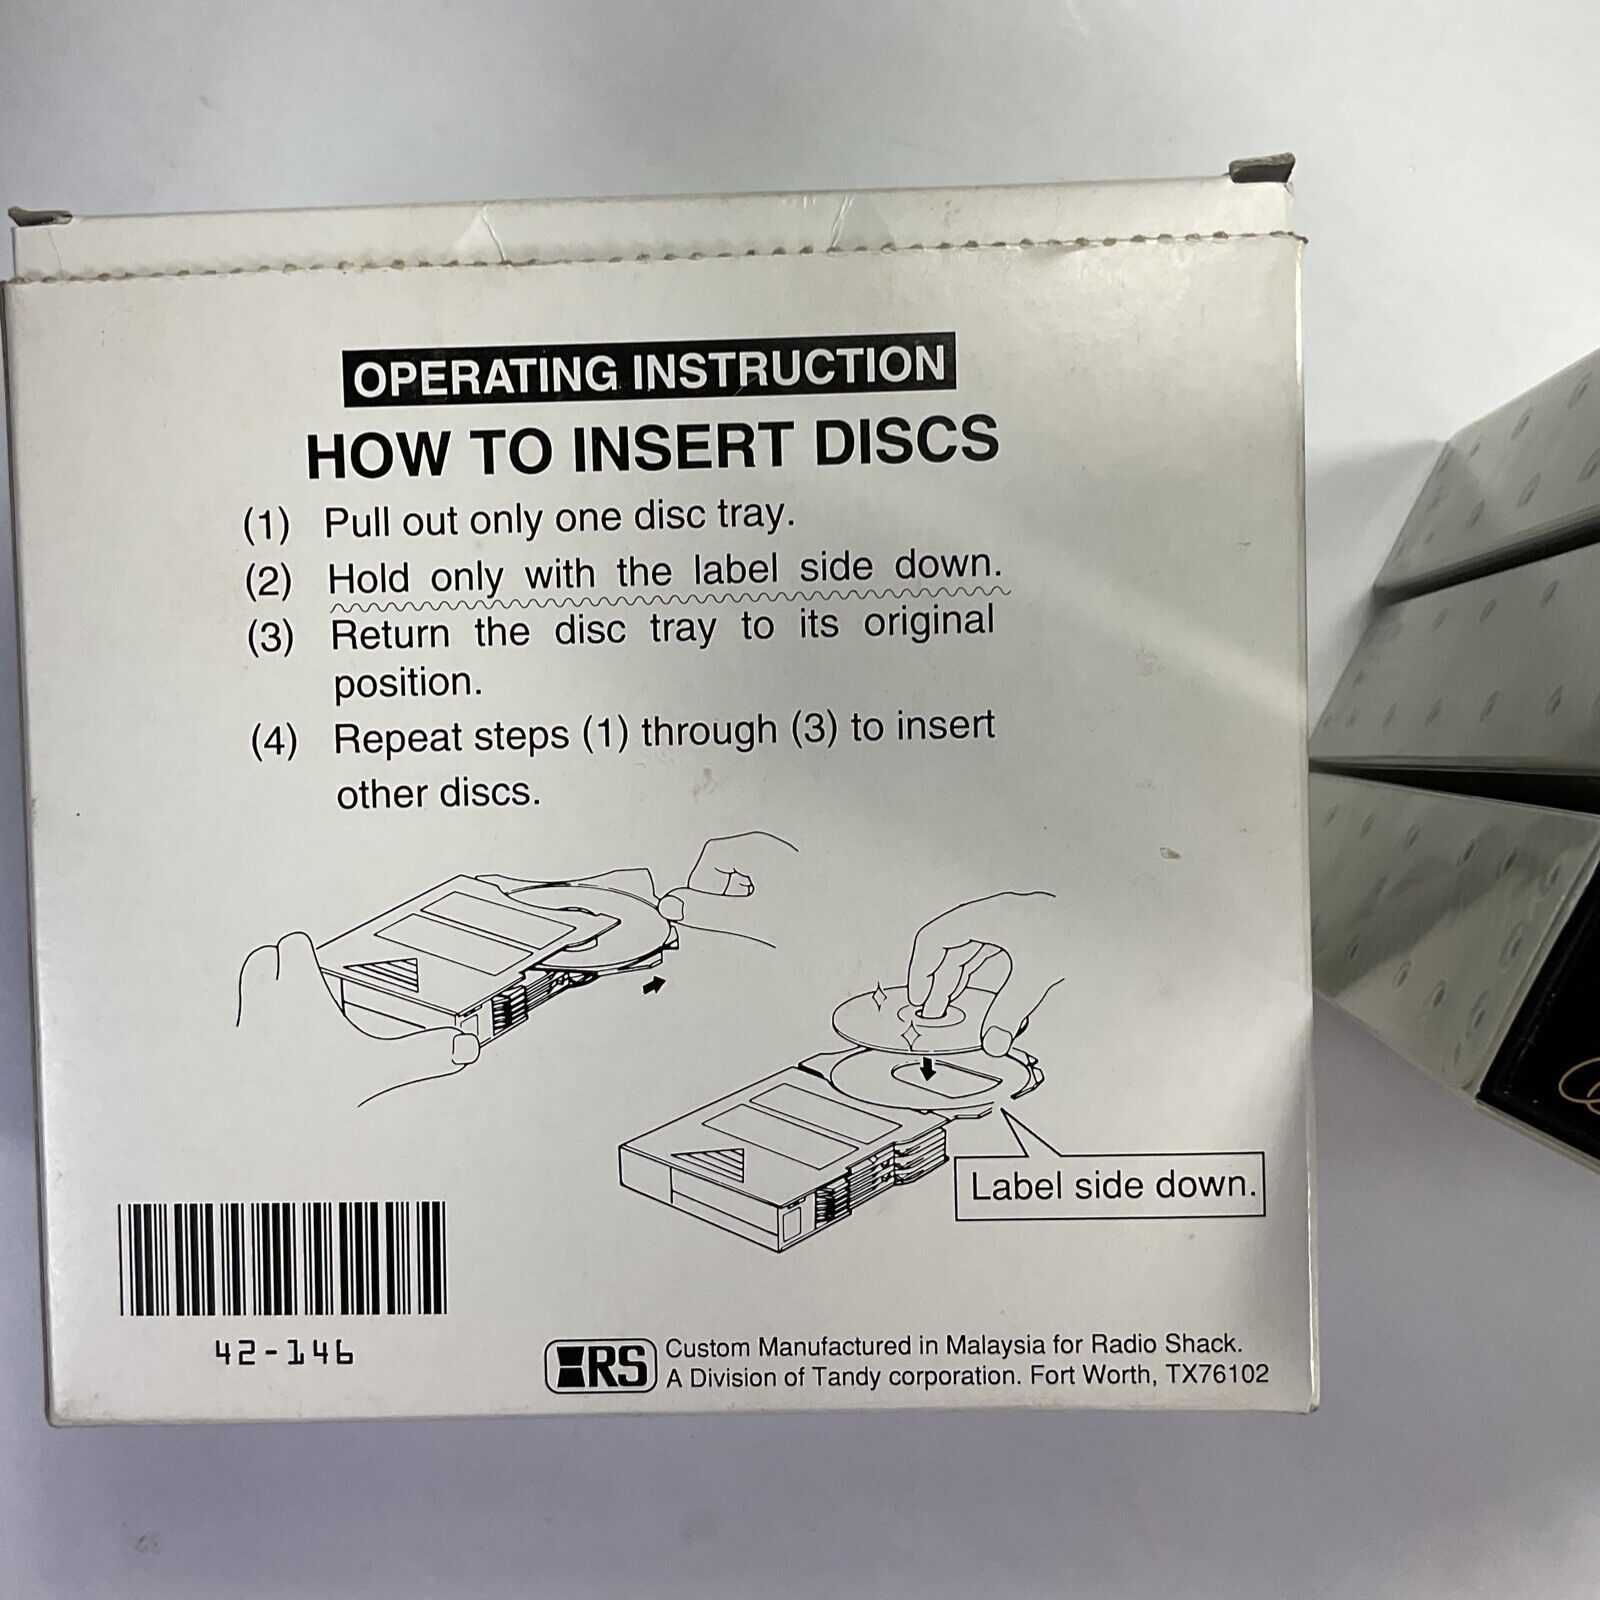 OPERATING INSTRUCTION
HOW TO INSERT DISCS
(1) Pull out only one disc tray.
(2) Hold only with the label side down.
(3) Return the disc tray to its original
position.
(4) Repeat steps (1) through (3) to insert
other discs.
Label side down.
42-146
RS Custom Manufactured in Malaysia for Radio Shack.
A Division of Tandy corporation. Fort Worth, TX76102